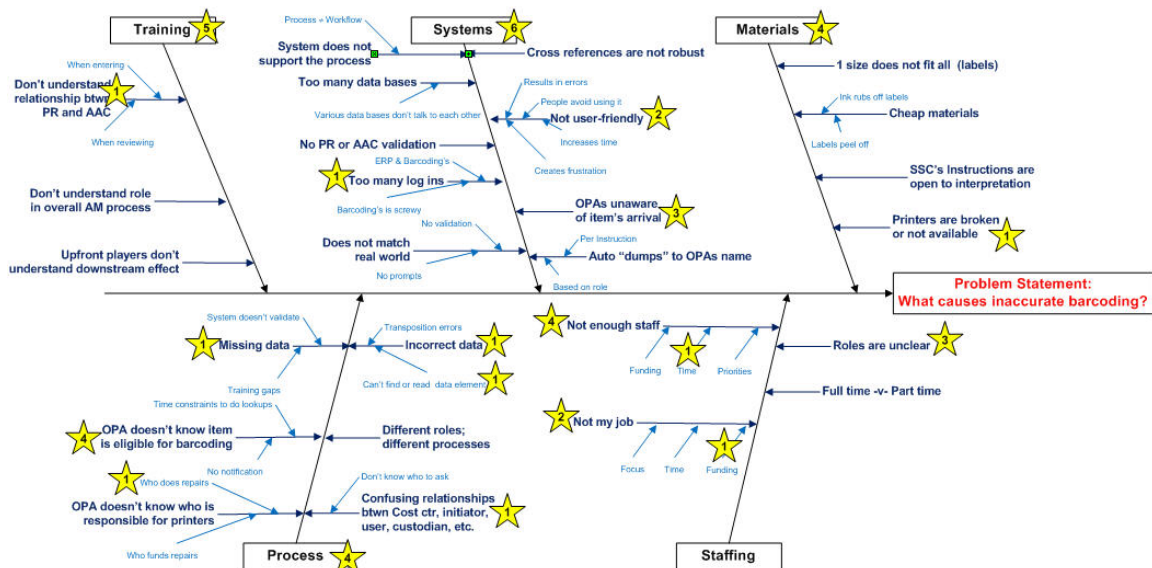 Training 5
Systems 6
Materials 4
Process ≠ Workflow
System does not
support the process
Cross references are not robust
Too many data bases
Various data bases don't talk to each other
Results in errors
People avoid using it
Not user-friendly 2
Increases time
Creates frustration
No PR or AAC validation
ERP & Barcoding's
1 Too many log ins
Barcoding's is screwy
OPAs unaware
of item's arrival 3
No validation
Does not match
real world
No prompts
Per Instruction
Auto “dumps” to OPAs name
Based on role
When entering
Don't understand 1
relationship btwn
PR and AAC
When reviewing
Don't understand role
in overall AM process
Upfront players don't
understand downstream effect
1 size does not fit all (labels)
Ink rubs off labels
Cheap materials
Labels peel off
SSC's Instructions are
open to interpretation
Printers are broken
or not available 1
Problem Statement:
What causes inaccurate barcoding?
System doesn't validate
1 Missing data
Training gaps
Transposition errors
Incorrect data 1
Can't find or read data element 1
Time constraints to do lookups
4 OPA doesn't know item
is eligible for barcoding
No notification
Different roles;
different processes
1
Who does repairs
OPA doesn't know who is
responsible for printers
Who funds repairs
Don't know who to ask
Confusing relationships
btwn Cost ctr, initiator, 1
user, custodian, etc.
Process 4
4 Not enough staff
1
Funding Time Priorities
Roles are unclear 3
Full time -v- Part time
2 Not my job
1
Focus Time Funding
Staffing